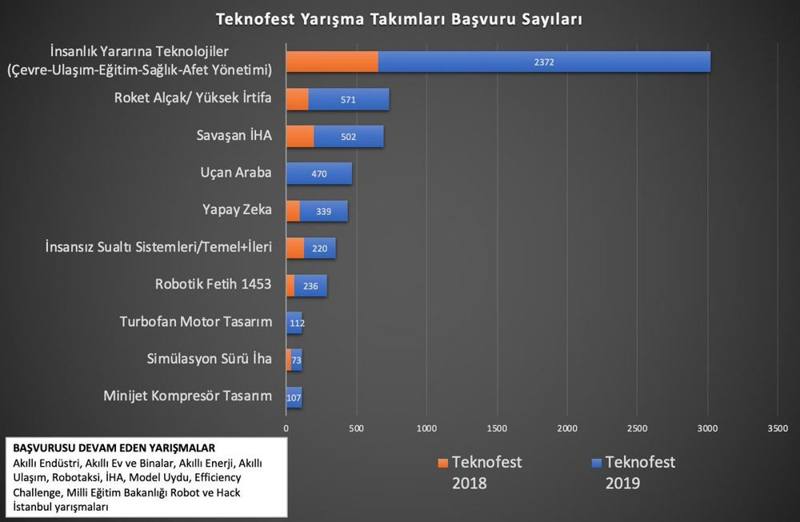 Teknofest Yarışma Takımları Başvuru Sayıları
İnsanlık Yararına Teknolojiler
(Çevre-Ulaşım-Eğitim-Sağlık-Afet Yönetimi)
2372
Roket Alçak/ Yüksek İrtifa
571
Savaşan İHA
502
Uçan Araba
470
Yapay Zeka
339
İnsansız Sualtı Sistemleri/Temel+İleri
220
Robotik Fetih 1453
236
Turbofan Motor Tasarım
112
Simülasyon Sürü İha
73
Minijet Kompresör Tasarım
107
0 500 1000 1500 2000 2500 3000 3500
BAŞVURUSU DEVAM EDEN YARIŞMALAR
Akıllı Endüstri, Akıllı Ev ve Binalar, Akıllı Enerji, Akıllı
Ulaşım, Robotaksi, İHA, Model Uydu, Efficiency
Challenge, Milli Eğitim Bakanlığı Robot ve Hack
İstanbul yarışmaları
Teknofest
2018
Teknofest
2019